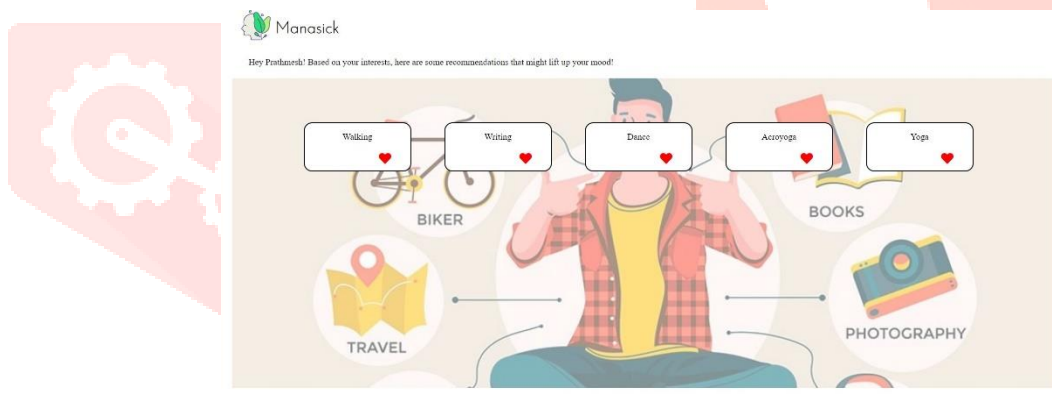 Manasick
Hey Prathmesh! Based on your interests, here are some recommendations that might lift up your mood!
Walking
Writing
Dance
Acroyoga
Yoga
BIKER
BOOKS
TRAVEL
PHOTOGRAPHY